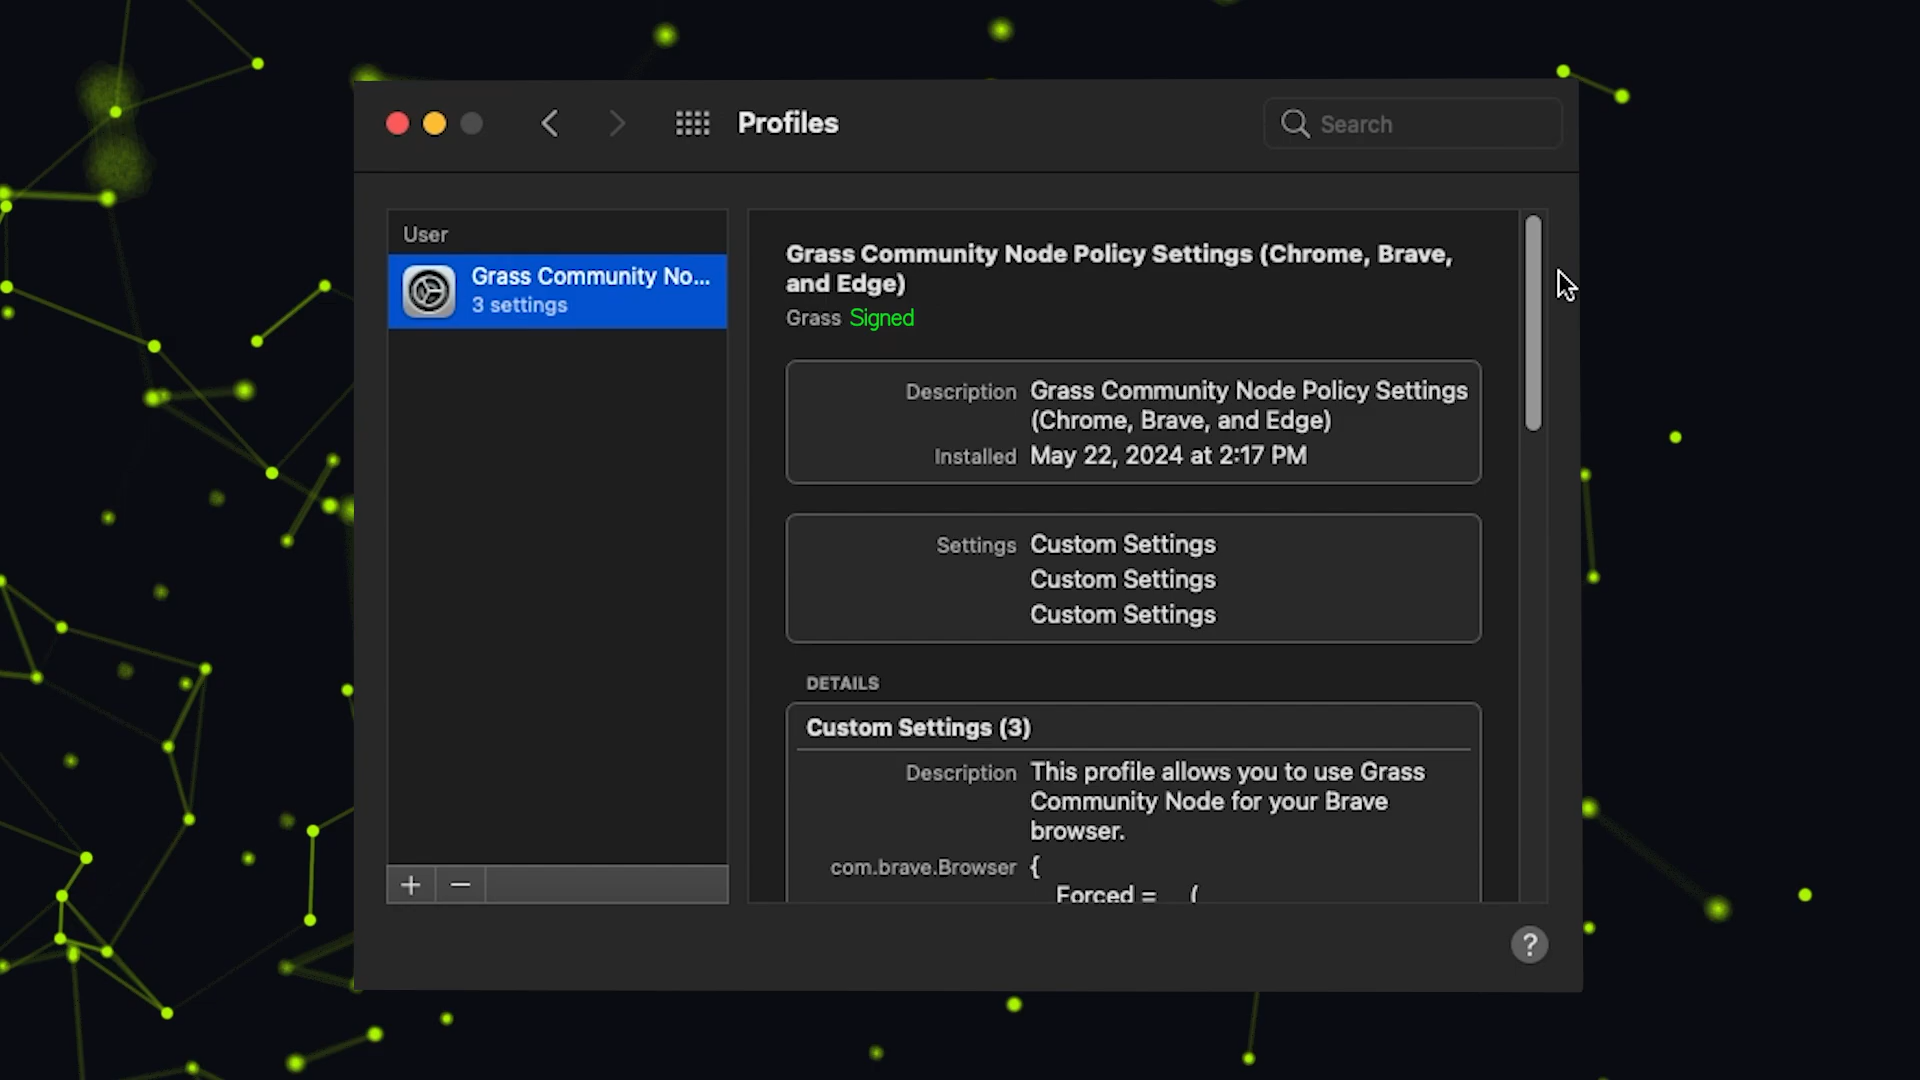 Profiles
Search
User
Grass Community No...
3 settings
Grass Community Node Policy Settings (Chrome, Brave,
and Edge)
Grass Signed
Description Grass Community Node Policy Settings
(Chrome, Brave, and Edge)
Installed May 22, 2024 at 2:17 PM
Settings Custom Settings
Custom Settings
Custom Settings
DETAILS
Custom Settings (3)
Description This profile allows you to use Grass
Community Node for your Brave
browser.
com.brave.Browser {
Forced = (
+ −
?